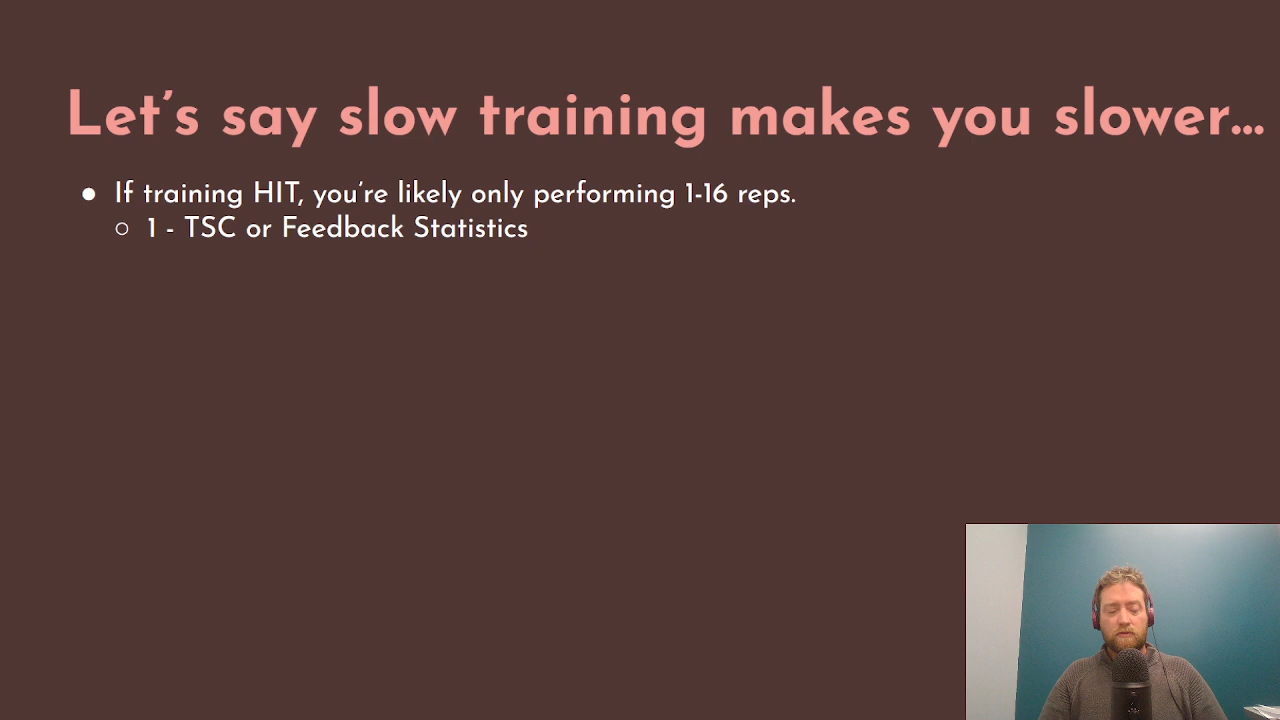 Let's say slow training makes you slower...
● If training HIT, you're likely only performing 1-16 reps.
○ 1 - TSC or Feedback Statistics